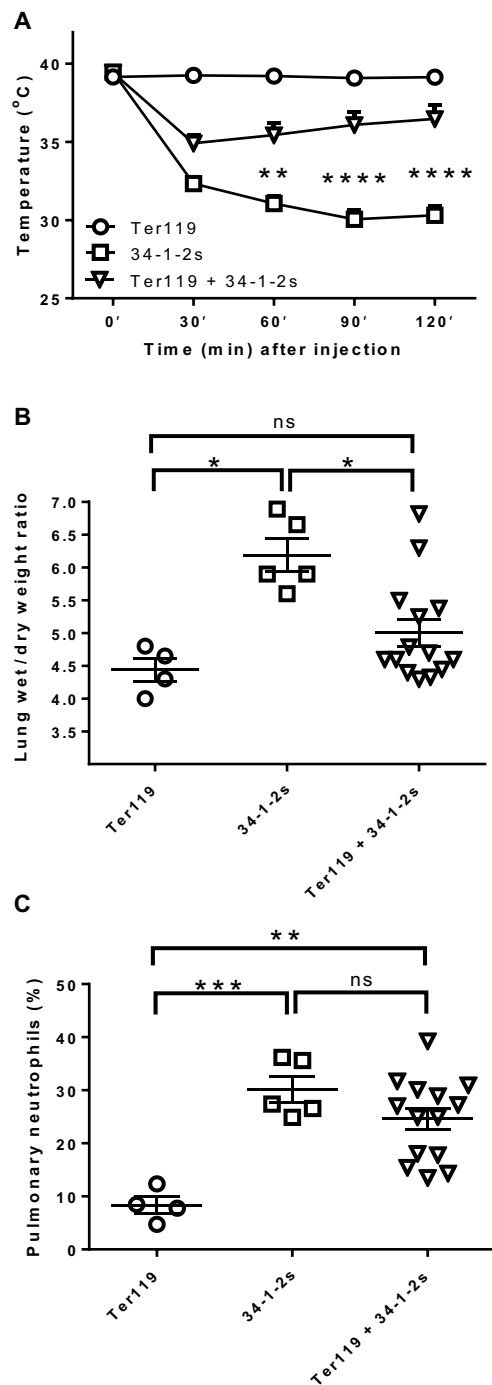 A
Temperature (°C)
40
35
30
25
** **** ****
Ter119
34-1-2s
Ter119 + 34-1-2s
0' 30' 60' 90' 120'
Time (min) after injection
B
ns
* *
Lung wet/dry weight ratio
7.0
6.5
6.0
5.5
5.0
4.5
4.0
3.5
Ter119
34-1-2s
Ter119 + 34-1-2s
C
**
*** ns
Pulmonary neutrophils (%)
50
40
30
20
10
0
Ter119
34-1-2s
Ter119 + 34-1-2s